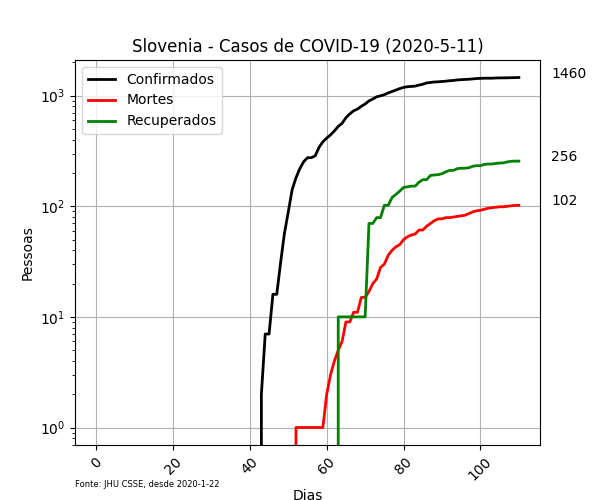 Slovenia - Casos de COVID-19 (2020-5-11)
Confirmados
Mortes
Recuperados
1460
256
102
10³
10²
10¹
10⁰
Pessoas
0
20
40
60
80
100
Fonte: JHU CSSE, desde 2020-1-22
Dias